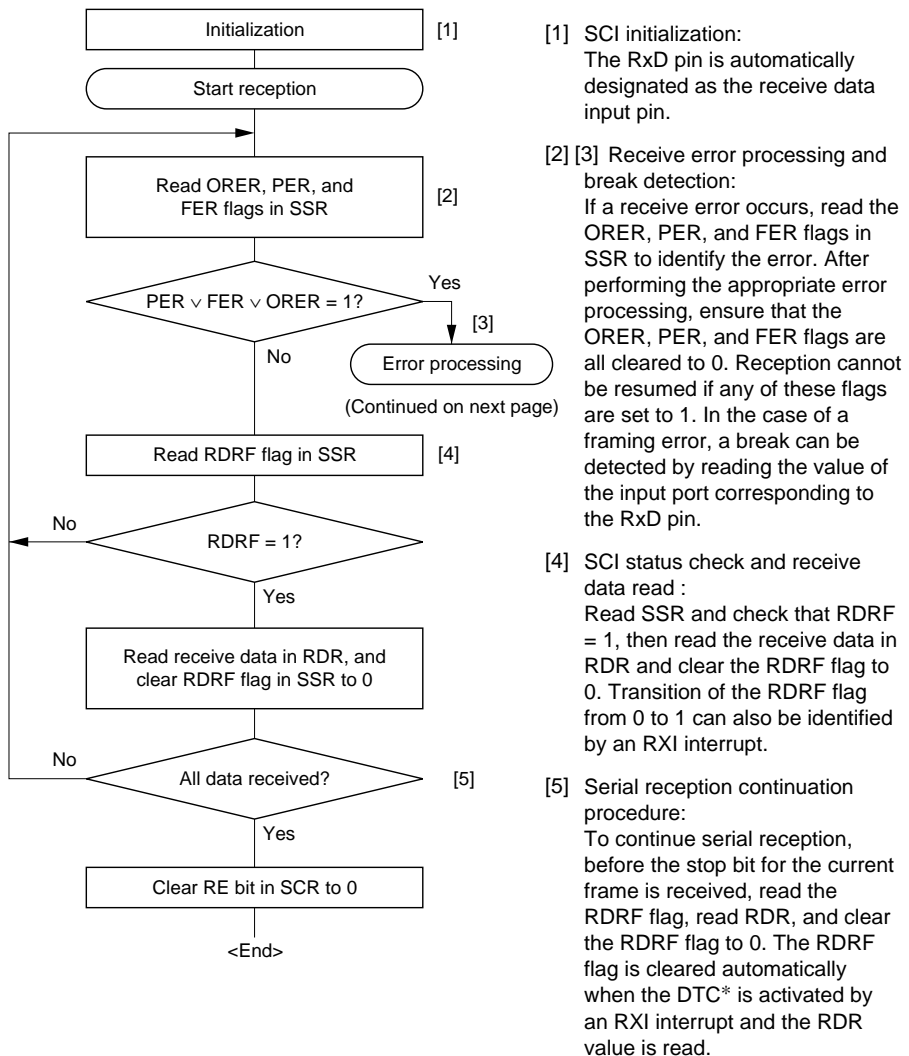 Initialization [1]
Start reception
Read ORER, PER, and
FER flags in SSR
[2]
PER ∨ FER ∨ ORER = 1?
Yes
[3]
No
Error processing
(Continued on next page)
Read RDRF flag in SSR [4]
No
RDRF = 1?
Yes
Read receive data in RDR, and
clear RDRF flag in SSR to 0
No
All data received? [5]
Yes
Clear RE bit in SCR to 0
<End>
[1] SCI initialization:
The RxD pin is automatically
designated as the receive data
input pin.
[2] [3] Receive error processing and
break detection:
If a receive error occurs, read the
ORER, PER, and FER flags in
SSR to identify the error. After
performing the appropriate error
processing, ensure that the
ORER, PER, and FER flags are
all cleared to 0. Reception cannot
be resumed if any of these flags
are set to 1. In the case of a
framing error, a break can be
detected by reading the value of
the input port corresponding to
the RxD pin.
[4] SCI status check and receive
data read :
Read SSR and check that RDRF
= 1, then read the receive data in
RDR and clear the RDRF flag to
0. Transition of the RDRF flag
from 0 to 1 can also be identified
by an RXI interrupt.
[5] Serial reception continuation
procedure:
To continue serial reception,
before the stop bit for the current
frame is received, read the
RDRF flag, read RDR, and clear
the RDRF flag to 0. The RDRF
flag is cleared automatically
when the DTC* is activated by
an RXI interrupt and the RDR
value is read.